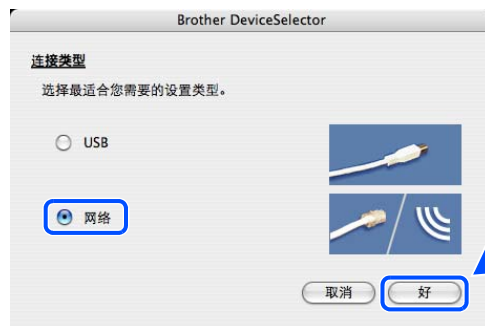 Brother DeviceSelector
连接类型
选择最适合您需要的设置类型。
USB
网络
取消 好